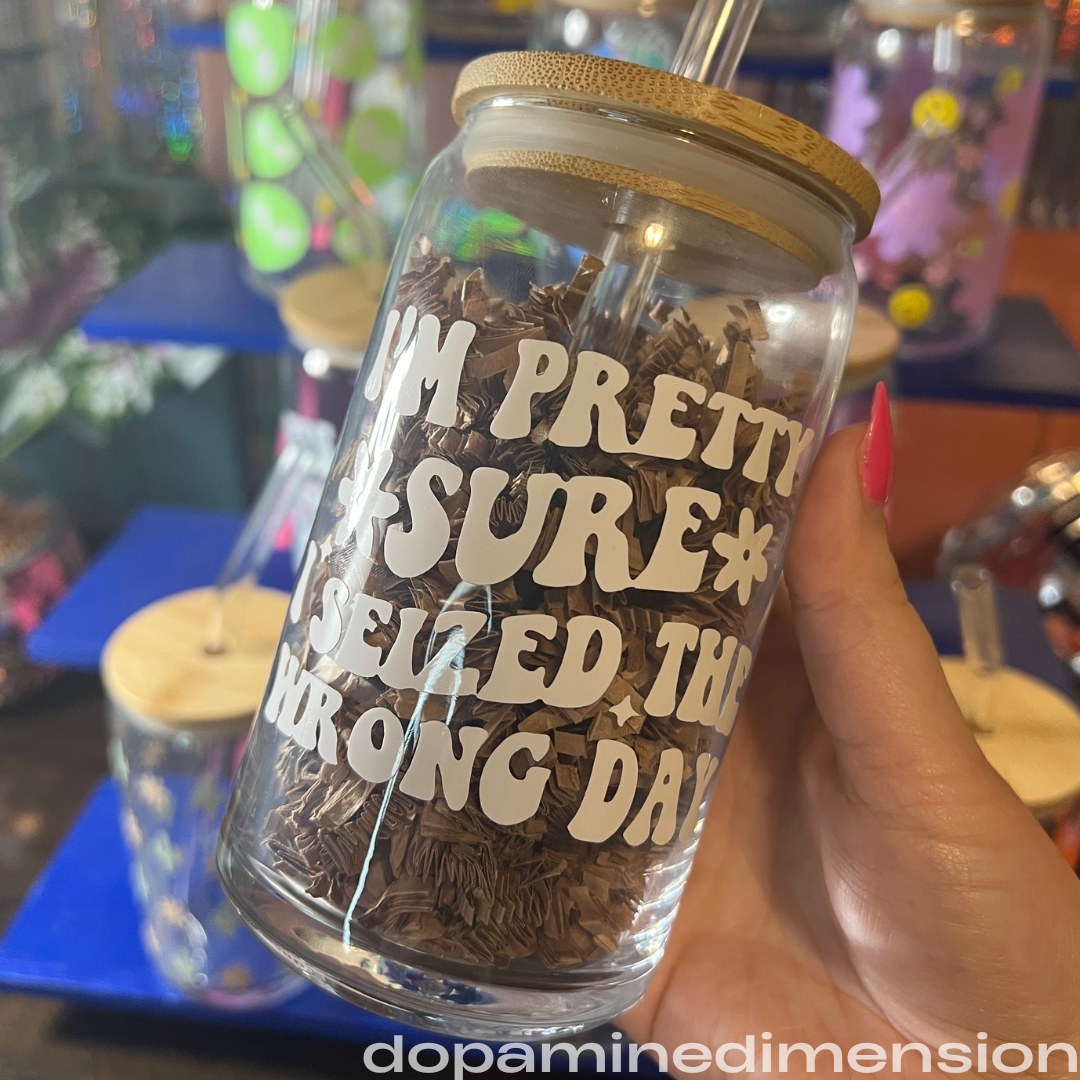 I'M PRETTY
*SURE*
I SEIZED THE
WRONG DAY
dopaminedimension